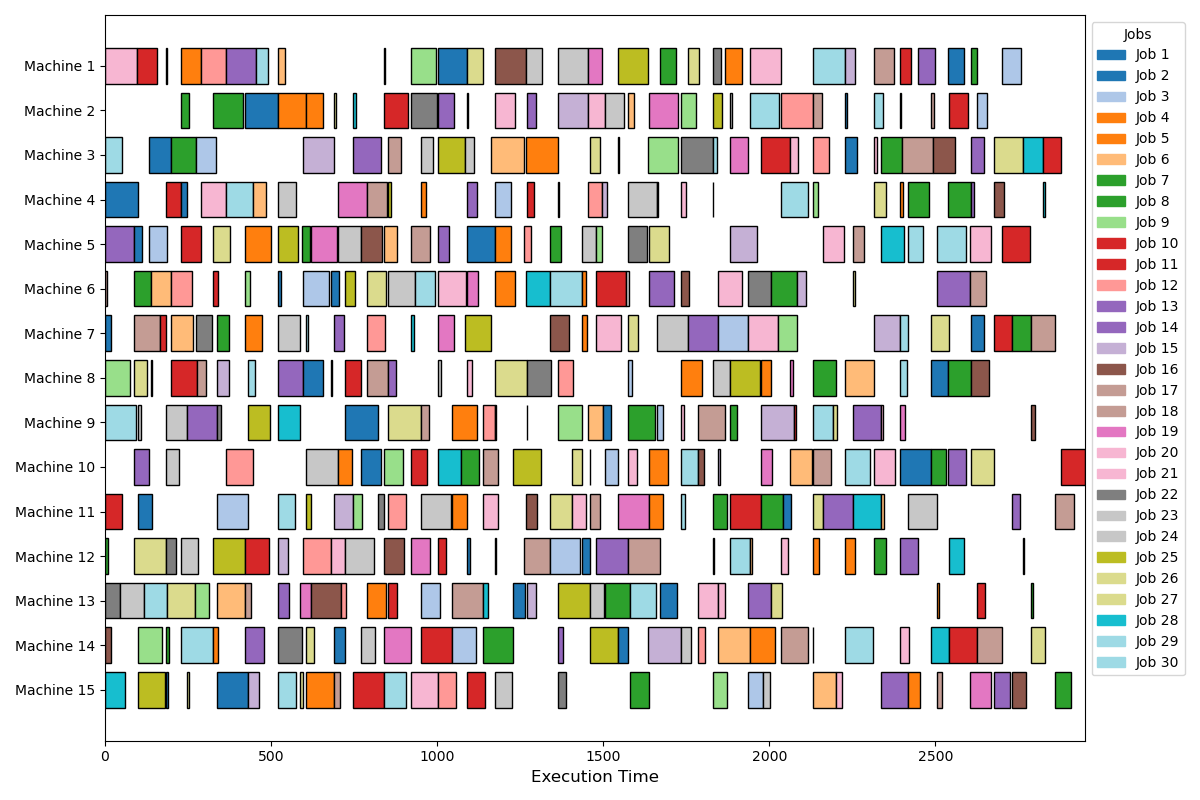 Machine 1
Machine 2
Machine 3
Machine 4
Machine 5
Machine 6
Machine 7
Machine 8
Machine 9
Machine 10
Machine 11
Machine 12
Machine 13
Machine 14
Machine 15
0 500 1000 1500 2000 2500
Execution Time
Jobs
Job 1
Job 2
Job 3
Job 4
Job 5
Job 6
Job 7
Job 8
Job 9
Job 10
Job 11
Job 12
Job 13
Job 14
Job 15
Job 16
Job 17
Job 18
Job 19
Job 20
Job 21
Job 22
Job 23
Job 24
Job 25
Job 26
Job 27
Job 28
Job 29
Job 30